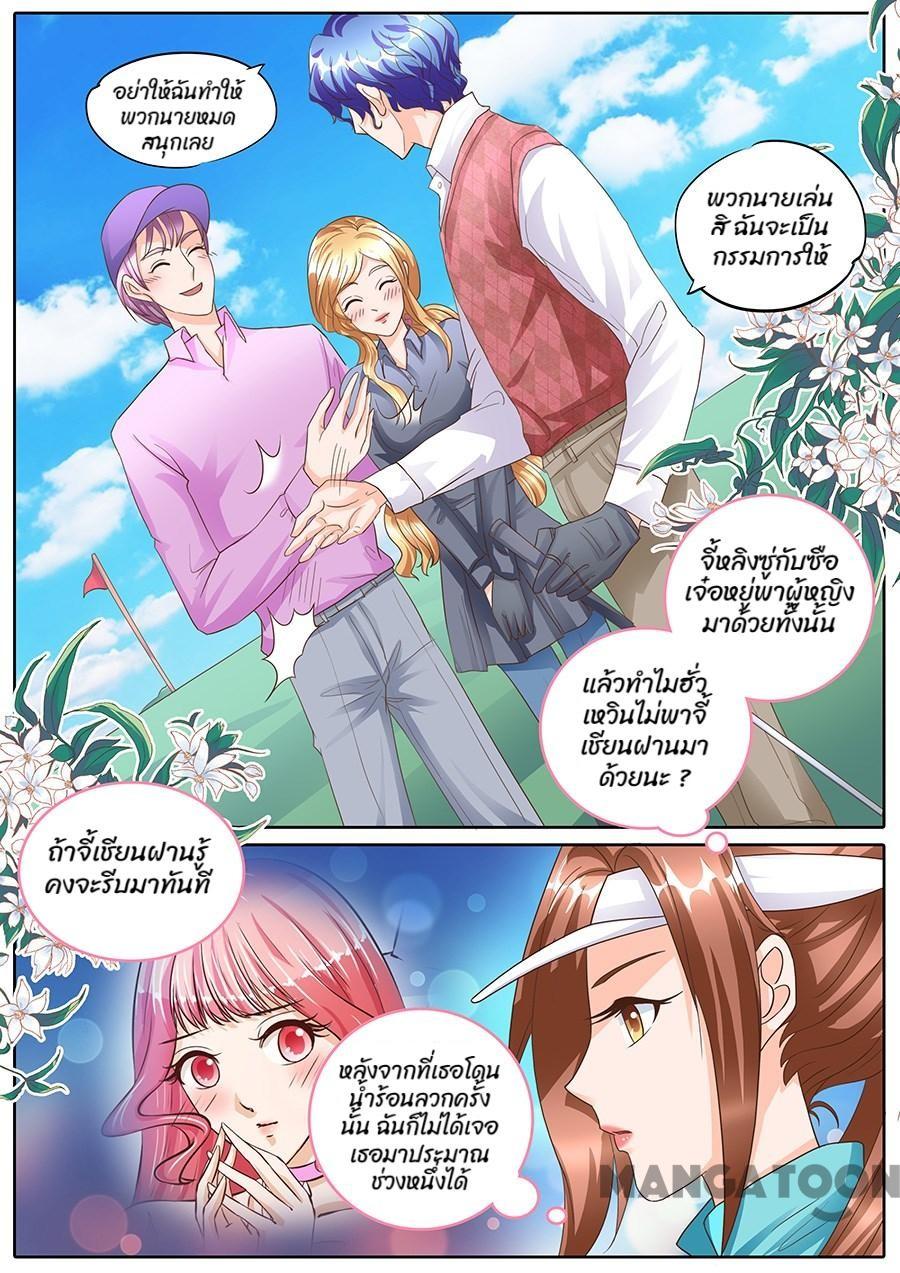 อย่าให้ฉันทำให้
พวกนายหมด
สนุกเลย
พวกนายเล่น
สิ ฉันจะเป็น
กรรมการให้
จี้หลิงซู่กับซือ
เจ๋อหยู่พาผู้หญิง
มาด้วยทั้งนั้น
แล้วทำไมฮั่ว
เหวินไม่พาจี้
เชียนฝานมา
ด้วยนะ ?
ถ้าจี้เชียนฝานรู้
คงจะรีบมาทันที
หลังจากที่เธอโดน
น้ำร้อนลวกครั้ง
นั้น ฉันก็ไม่ได้เจอ
เธอมาประมาณ
ช่วงหนึ่งได้
MANGATOON